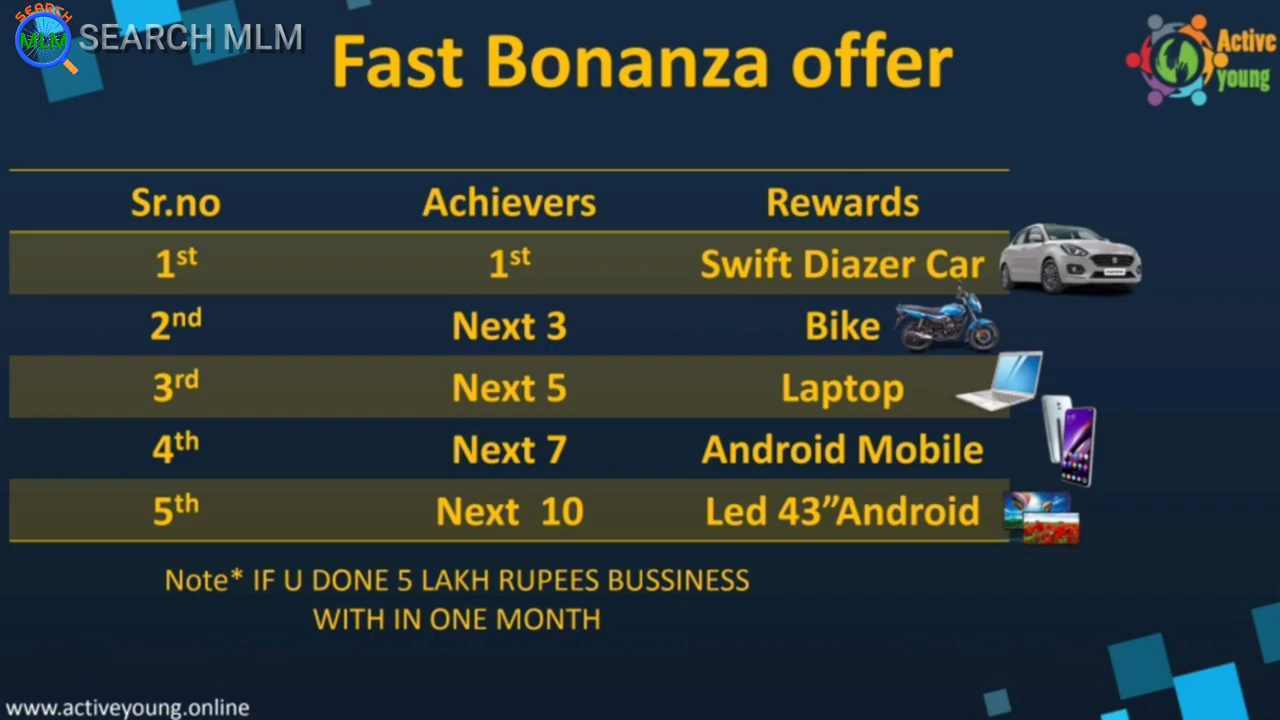 SEARCH
MLM
SEARCH MLM
Fast Bonanza offer
Active
young
Sr.no Achievers Rewards
1st 1st Swift Diazer Car
2nd Next 3 Bike
3rd Next 5 Laptop
4th Next 7 Android Mobile
5th Next 10 Led 43”Android
Note* IF U DONE 5 LAKH RUPEES BUSSINESS
WITH IN ONE MONTH
www.activeyoung.online